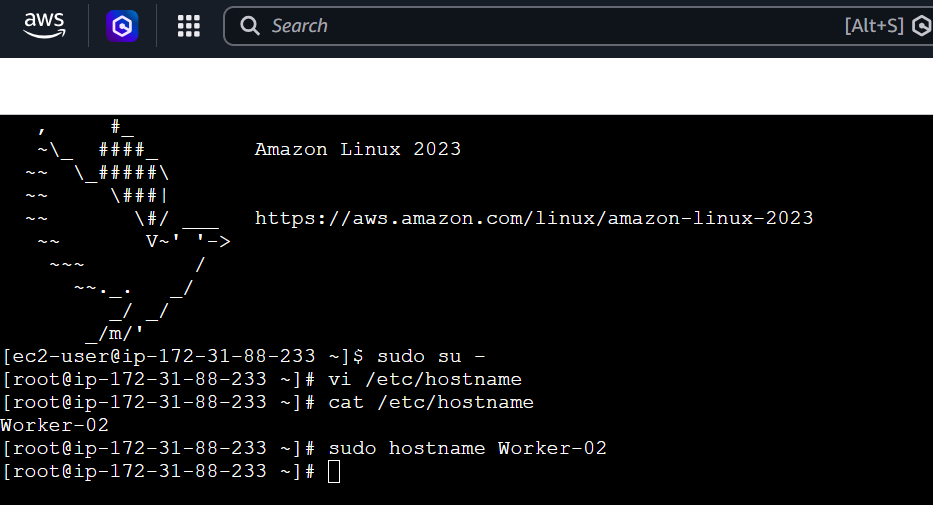 aws
Search
[Alt+S]
   ,     #_
   ~\_  ####_        Amazon Linux 2023
  ~~  \_#####\
  ~~     \###|
  ~~       \#/ ___   https://aws.amazon.com/linux/amazon-linux-2023
   ~~       V~' '->
    ~~~         /
      ~~._.   _/
         _/ _/
       _/m/'
[ec2-user@ip-172-31-88-233 ~]$ sudo su -
[root@ip-172-31-88-233 ~]# vi /etc/hostname
[root@ip-172-31-88-233 ~]# cat /etc/hostname
Worker-02
[root@ip-172-31-88-233 ~]# sudo hostname Worker-02
[root@ip-172-31-88-233 ~]#